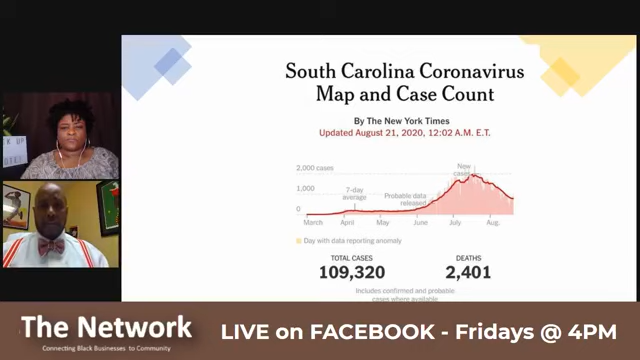 South Carolina Coronavirus
Map and Case Count
By The New York Times
Updated August 21, 2020, 12:02 A.M. E.T.
2,000 cases
New
cases
7-day
average
Probable data
released
1,000
0
March April May June July Aug.
Day with data reporting anomaly
TOTAL CASES DEATHS
109,320 2,401
Includes confirmed and probable
cases where available
The Network
Connecting Black Businesses to Community
LIVE on FACEBOOK - Fridays @ 4PM